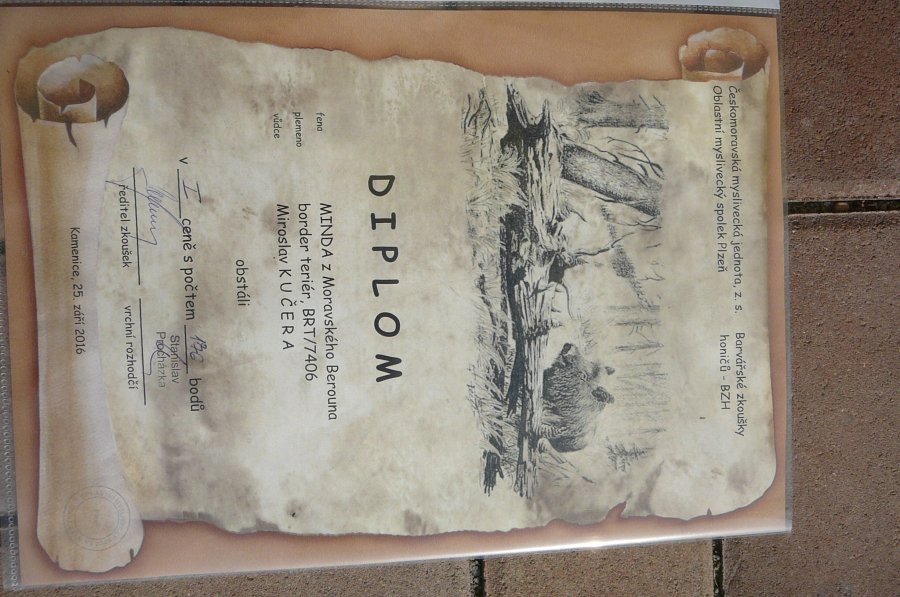 Českomoravská myslivecká jednota, z. s.
Oblastní myslivecký spolek Plzeň
Barvářské zkoušky
honičů - BZH
DIPLOM
fena MINDA z Moravského Berouna
plemeno border teriér, BRT/7406
vůdce Miroslav KUČERA
obstáli
v I ceně s počtem bodů
Stanislav
Procházka
ředitel zkoušek vrchní rozhodčí
Kamenice, 25. září 2016